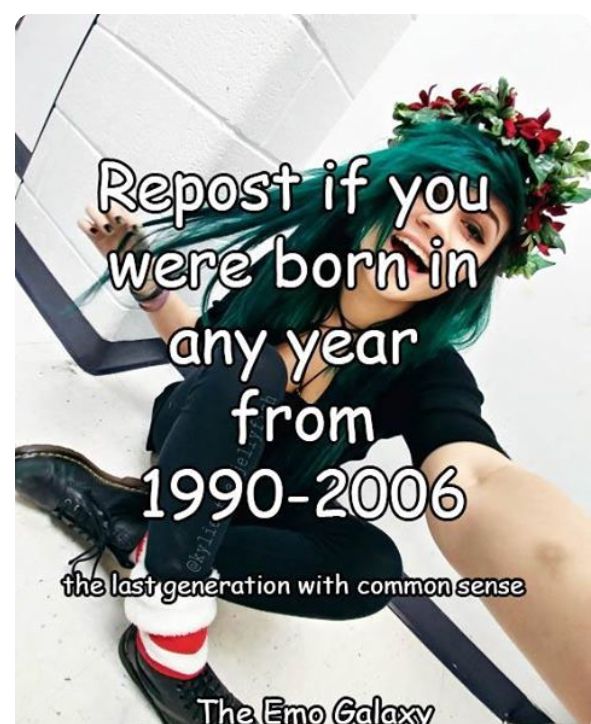 Repost if you
were born in
any year
from
1990-2006
the last generation with common sense
The Emo Galaxy